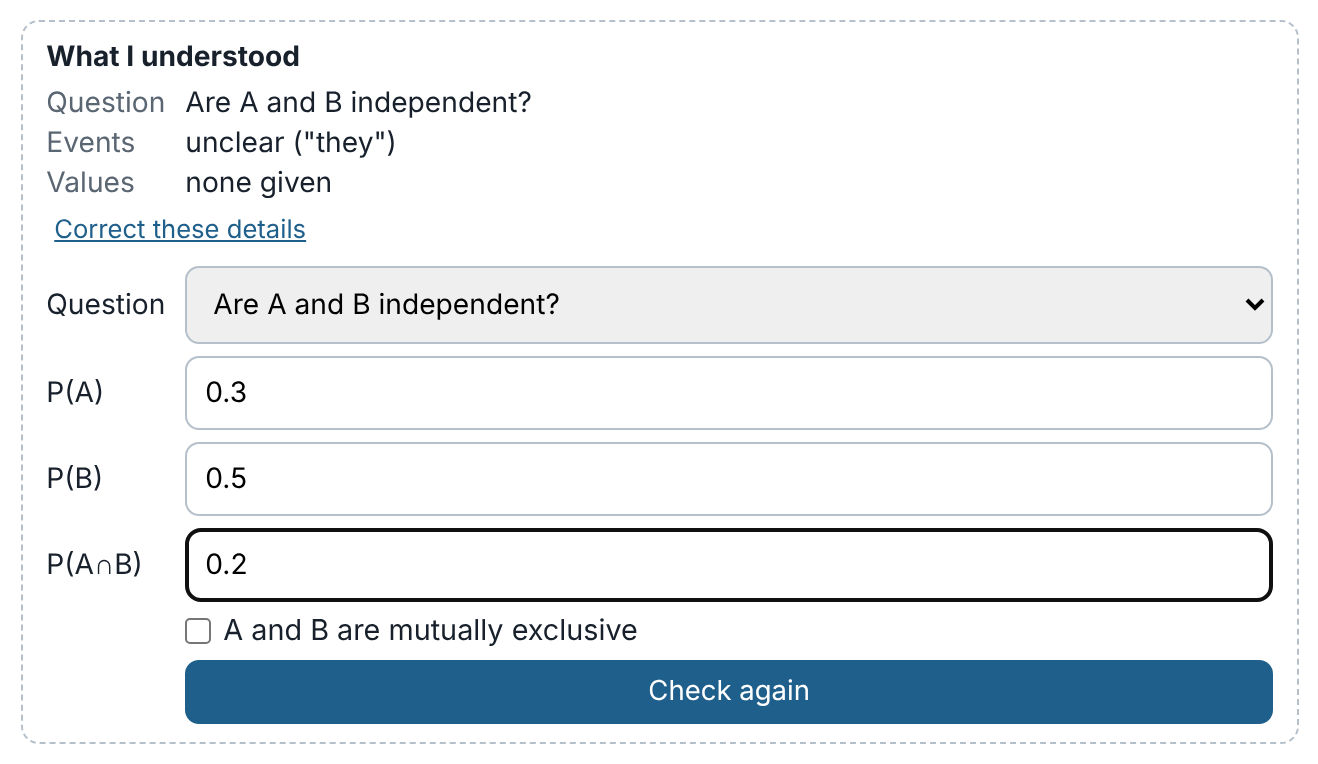 What I understood
Question Are A and B independent?
Events unclear ("they")
Values none given
Correct these details
Question Are A and B independent?
P(A) 0.3
P(B) 0.5
P(A∩B) 0.2
A and B are mutually exclusive
Check again